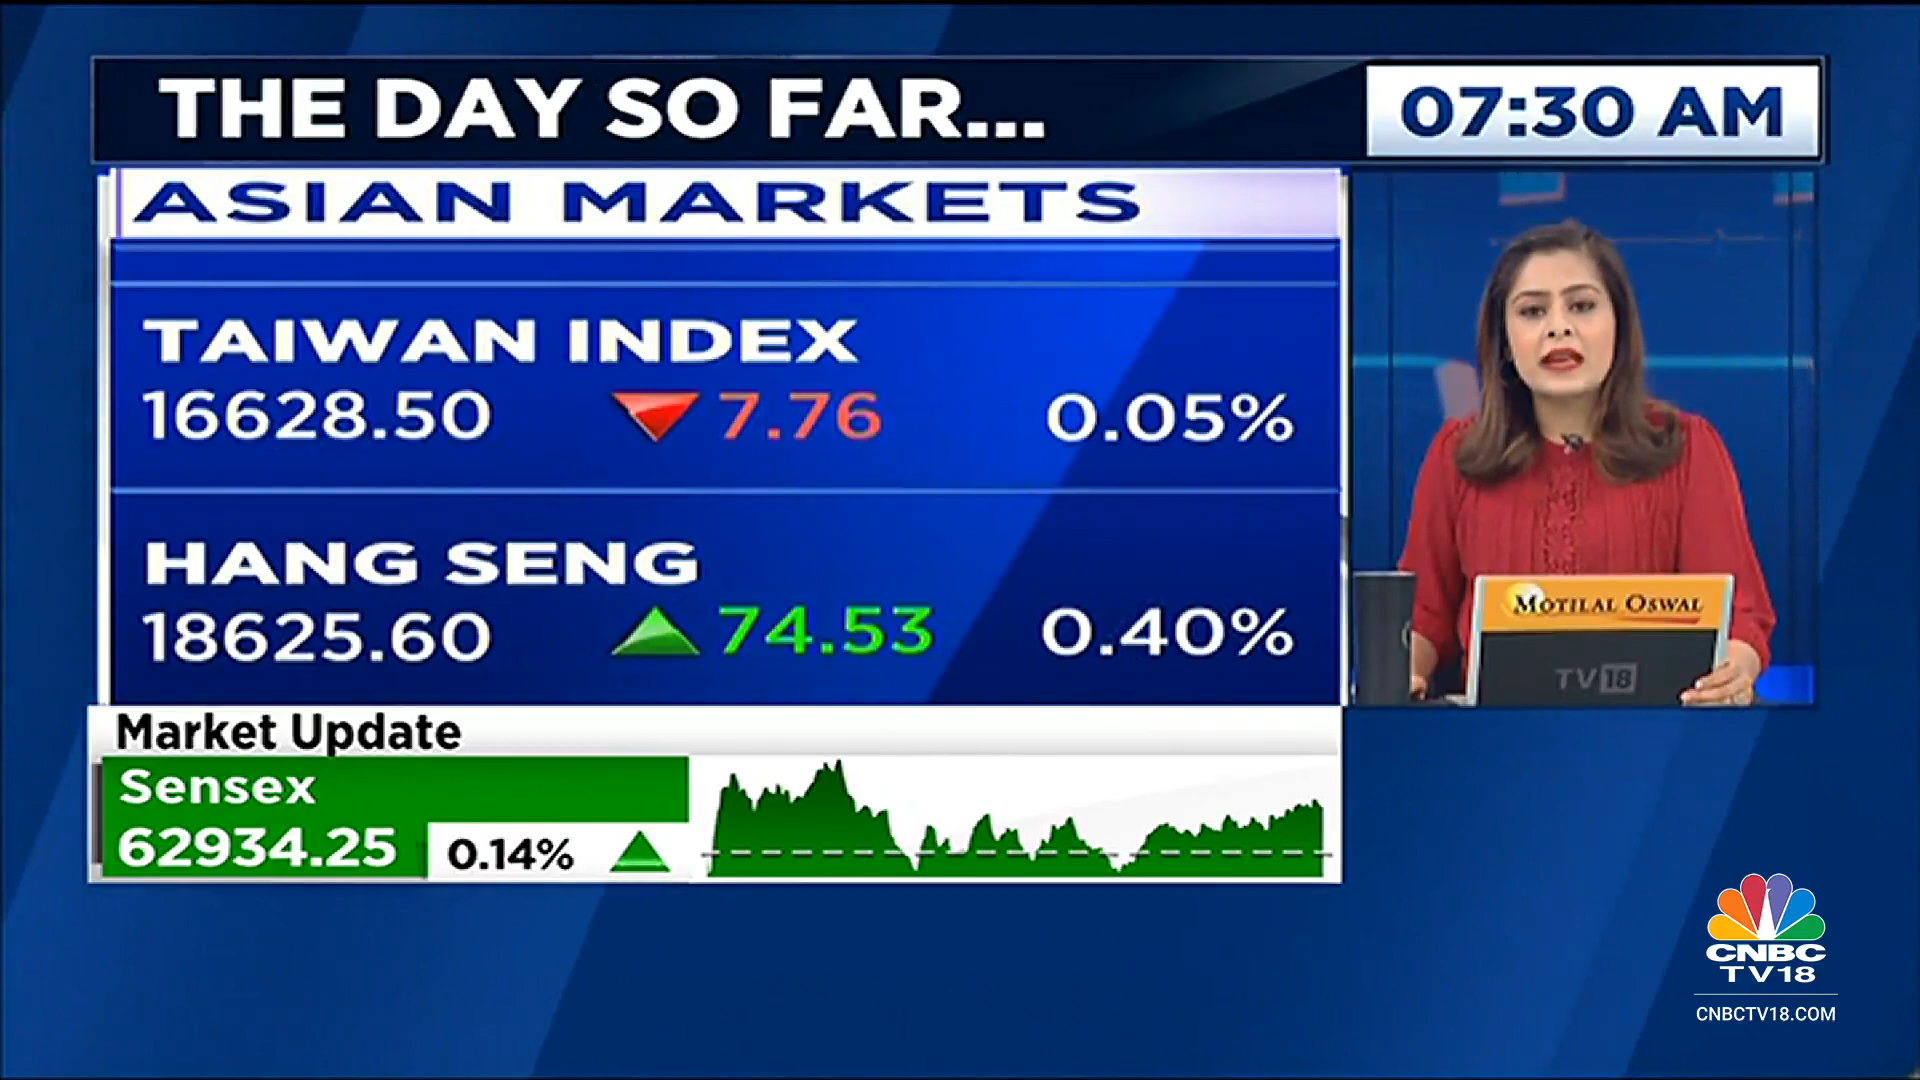 THE DAY SO FAR...
07:30 AM
ASIAN MARKETS
TAIWAN INDEX
16628.50 7.76 0.05%
HANG SENG
18625.60 74.53 0.40%
MOTILAL OSWAL
TV18
Market Update
Sensex
62934.25 0.14%
CNBC
TV18
CNBCTV18.COM